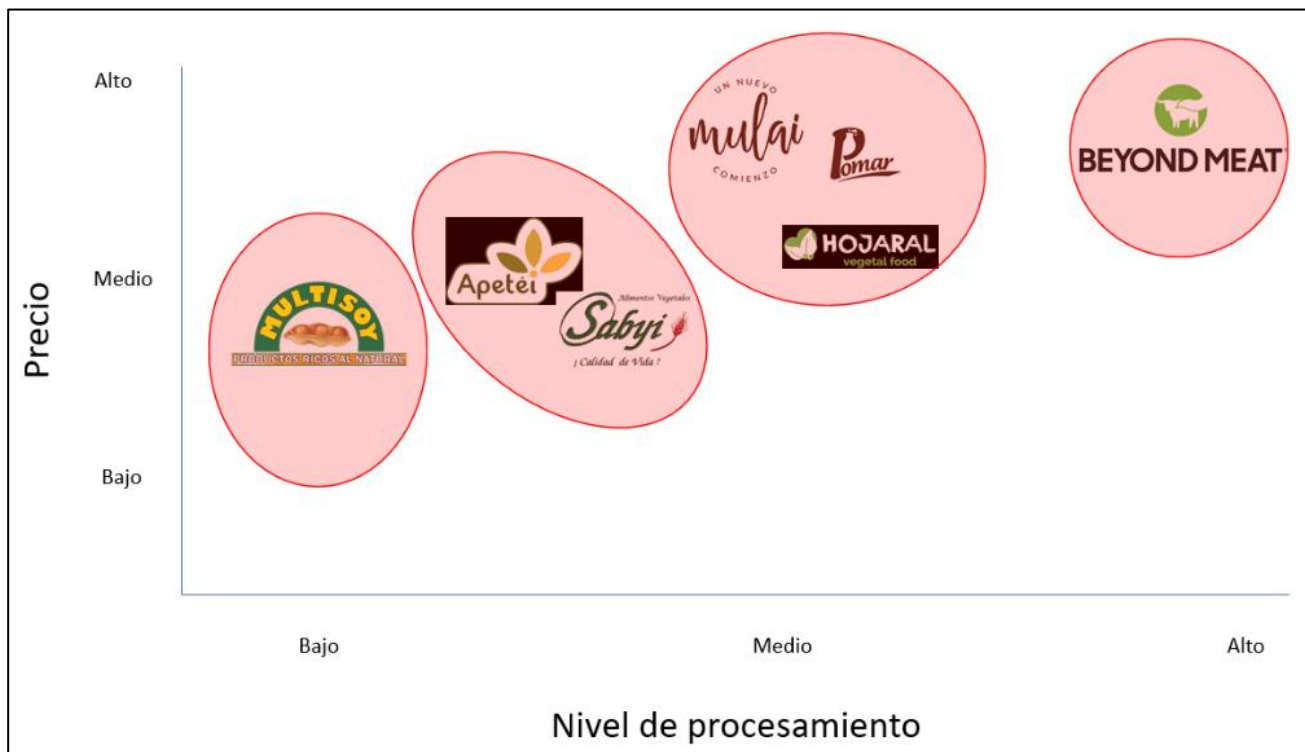 Alto
Medio
Bajo
Precio
UN NUEVO
mulai
COMIENZO
Pomar
BEYOND MEAT
HOJARAL
vegetal food
Apetéi
Alimentos Vegetales
Sabyi
¡ Calidad de Vida !
MULTISOY
PRODUCTOS RICOS AL NATURAL
Bajo
Medio
Alto
Nivel de procesamiento